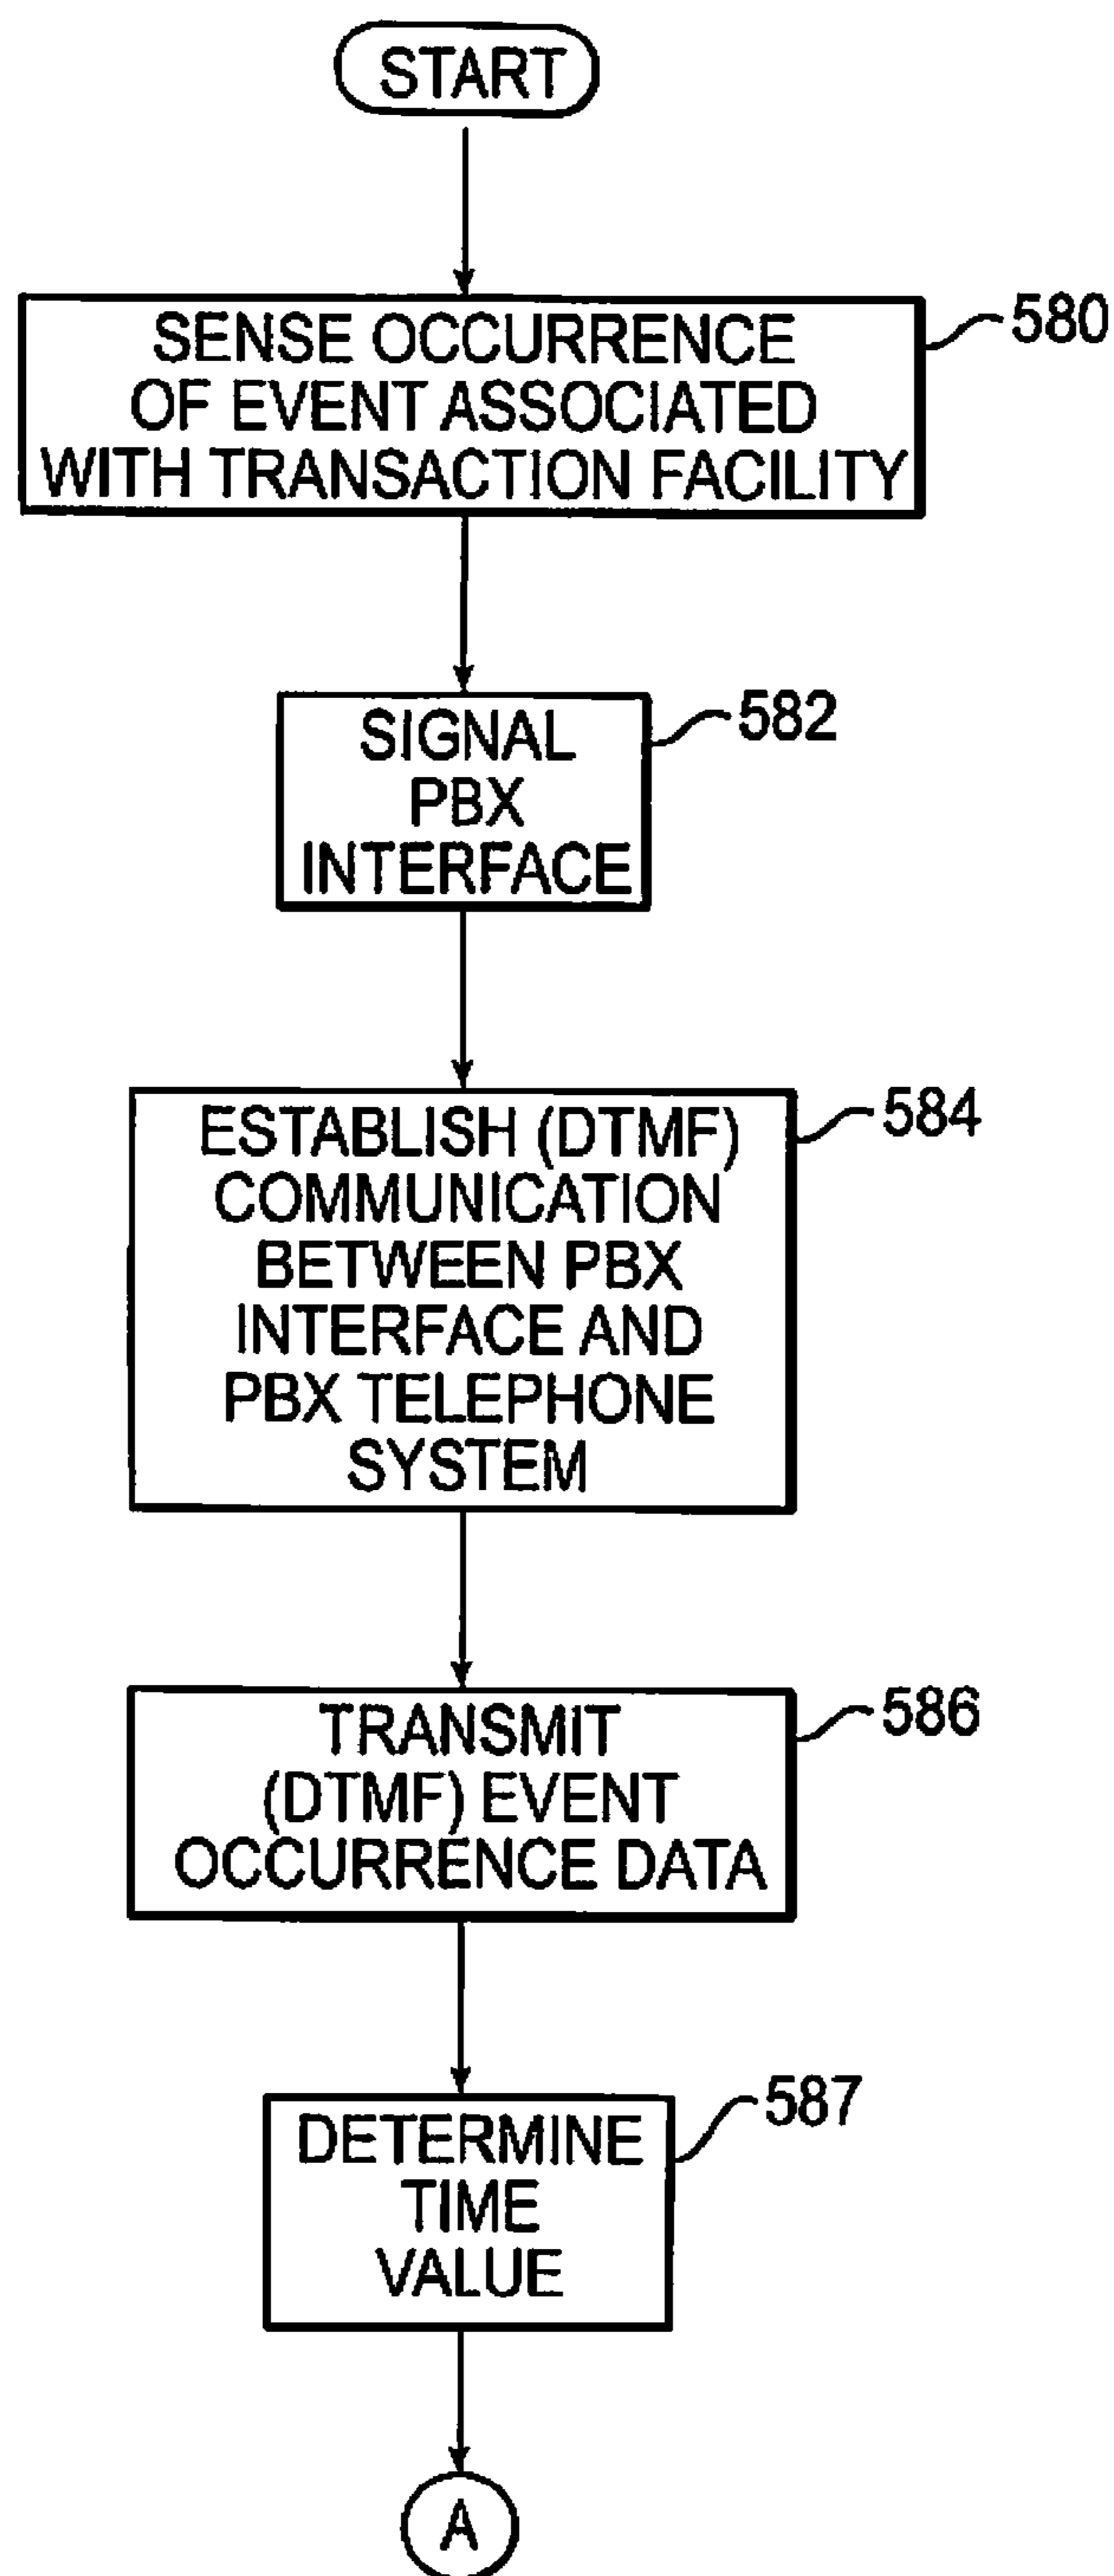 START
SENSE OCCURRENCE
OF EVENT ASSOCIATED
WITH TRANSACTION FACILITY
580
SIGNAL
PBX
INTERFACE
582
ESTABLISH (DTMF)
COMMUNICATION
BETWEEN PBX
INTERFACE AND
PBX TELEPHONE
SYSTEM
584
TRANSMIT
(DTMF) EVENT
OCCURRENCE DATA
586
DETERMINE
TIME
VALUE
587
A